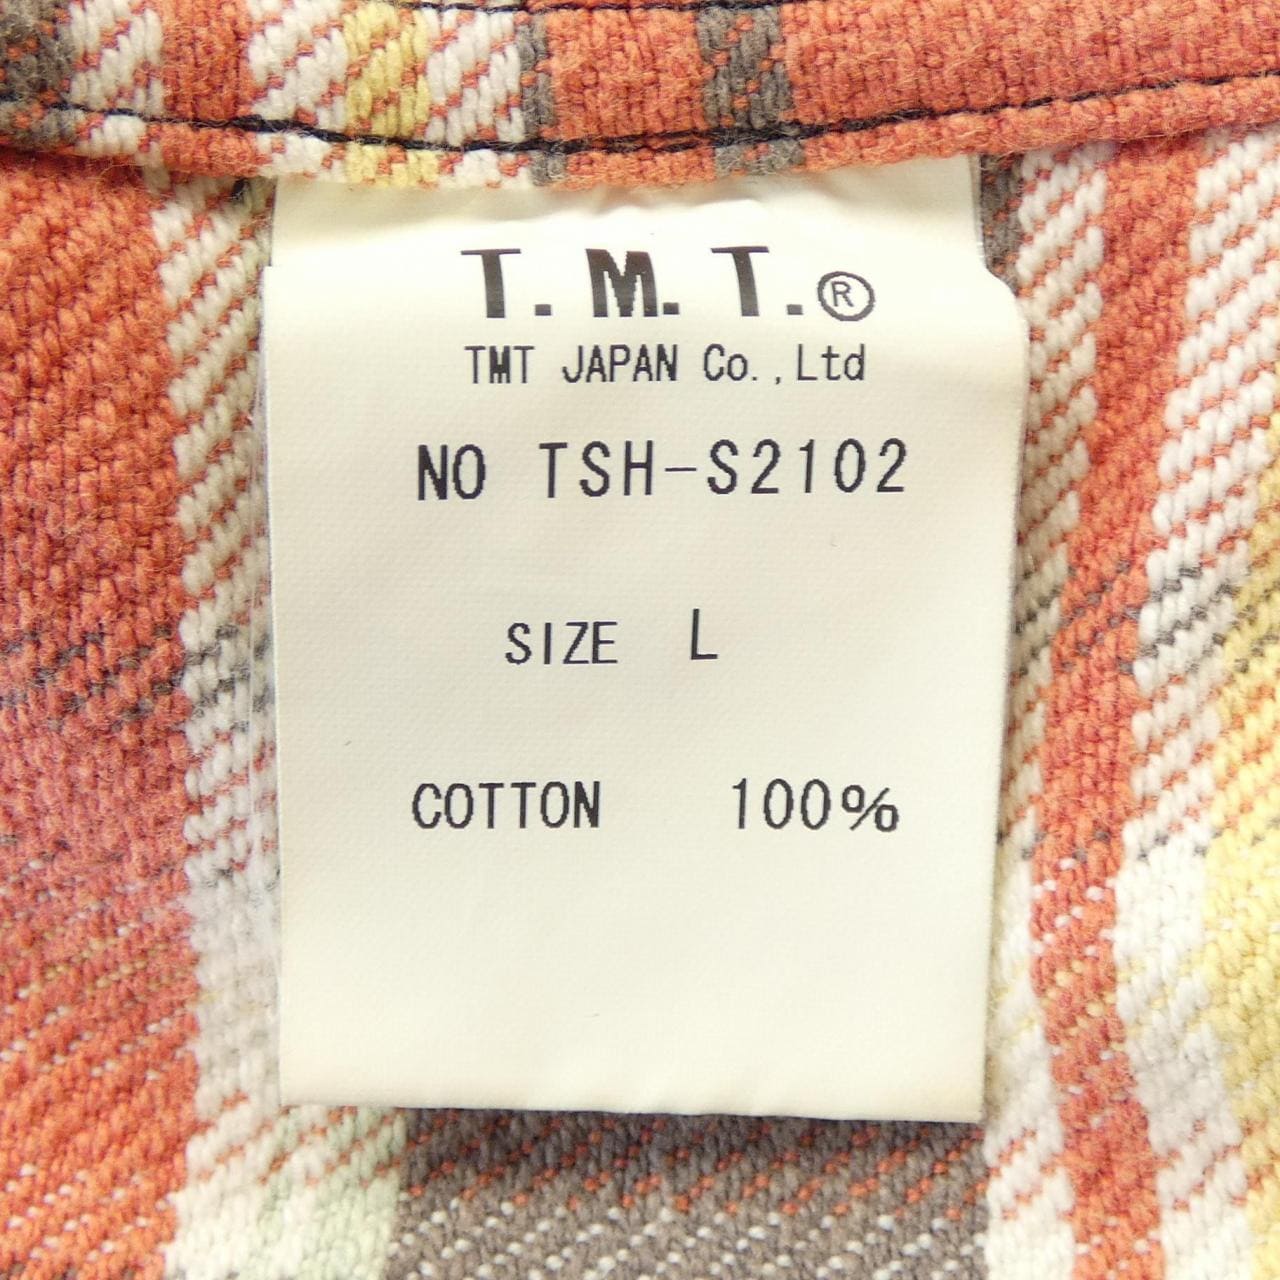 T.M.T.®
TMT JAPAN Co.,Ltd
NO TSH-S2102
SIZE L
COTTON 100%